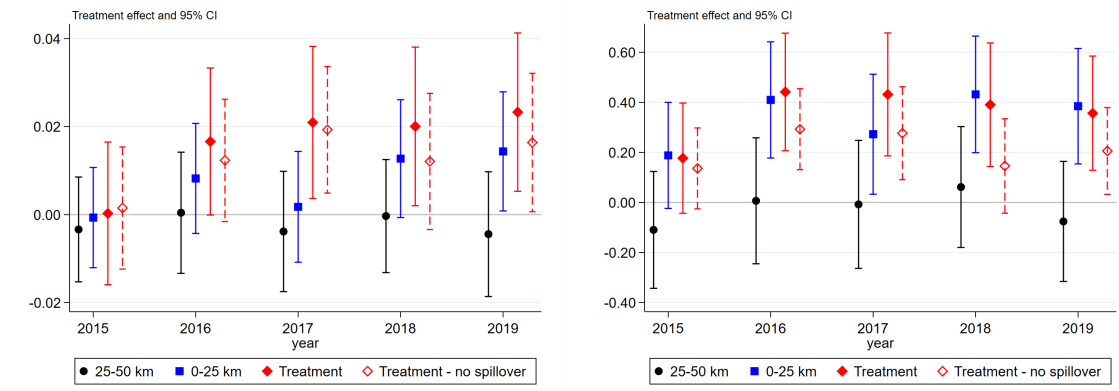 Treatment effect and 95% CI
0.04
0.02
0.00
-0.02
2015 2016 2017 2018 2019
year
25-50 km 0-25 km Treatment Treatment - no spillover
Treatment effect and 95% CI
0.60
0.40
0.20
0.00
-0.20
-0.40
2015 2016 2017 2018 2019
year
25-50 km 0-25 km Treatment Treatment - no spillover